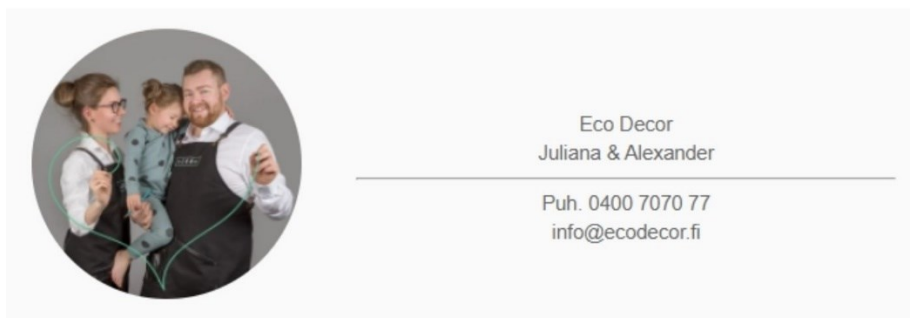 Eco Decor
Juliana & Alexander
Puh. 0400 7070 77
info@ecodecor.fi